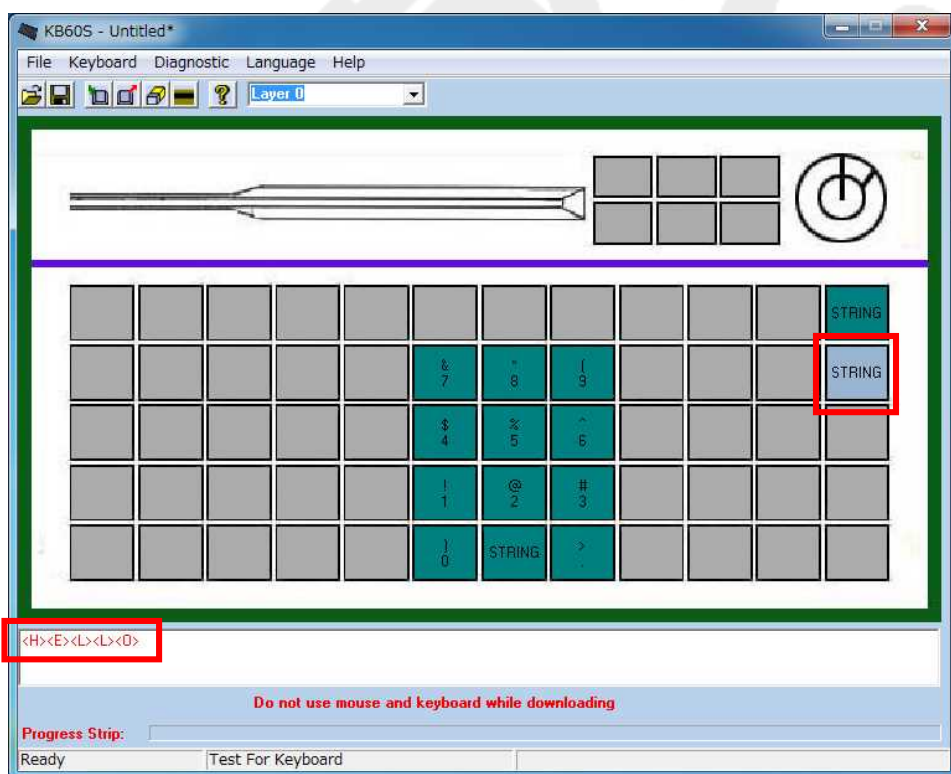 KB60S - Untitled*
File Keyboard Diagnostic Language Help
Layer 0
STRING
& * (
7 8 9
STRING
$ % ^
4 5 6
! @ #
1 2 3
) STRING >
0 .
<H><E><L><L><O>
Do not use mouse and keyboard while downloading
Progress Strip:
Ready Test For Keyboard